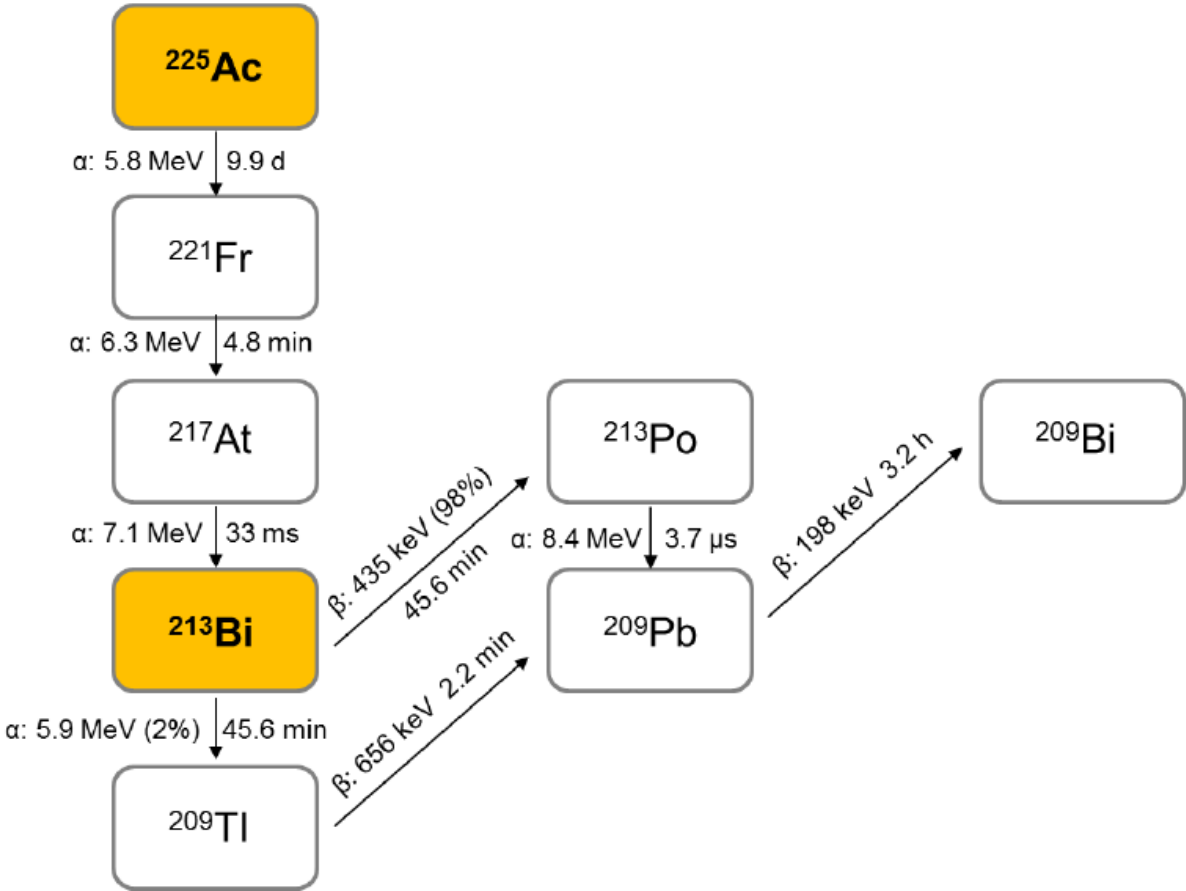 ²²⁵Ac
α: 5.8 MeV 9.9 d
²²¹Fr
α: 6.3 MeV 4.8 min
²¹⁷At
α: 7.1 MeV 33 ms
²¹³Bi
α: 5.9 MeV (2%) 45.6 min
²⁰⁹Tl
β: 435 keV (98%)
45.6 min
β: 656 keV 2.2 min
²¹³Po
α: 8.4 MeV 3.7 µs
²⁰⁹Pb
β: 198 keV 3.2 h
²⁰⁹Bi